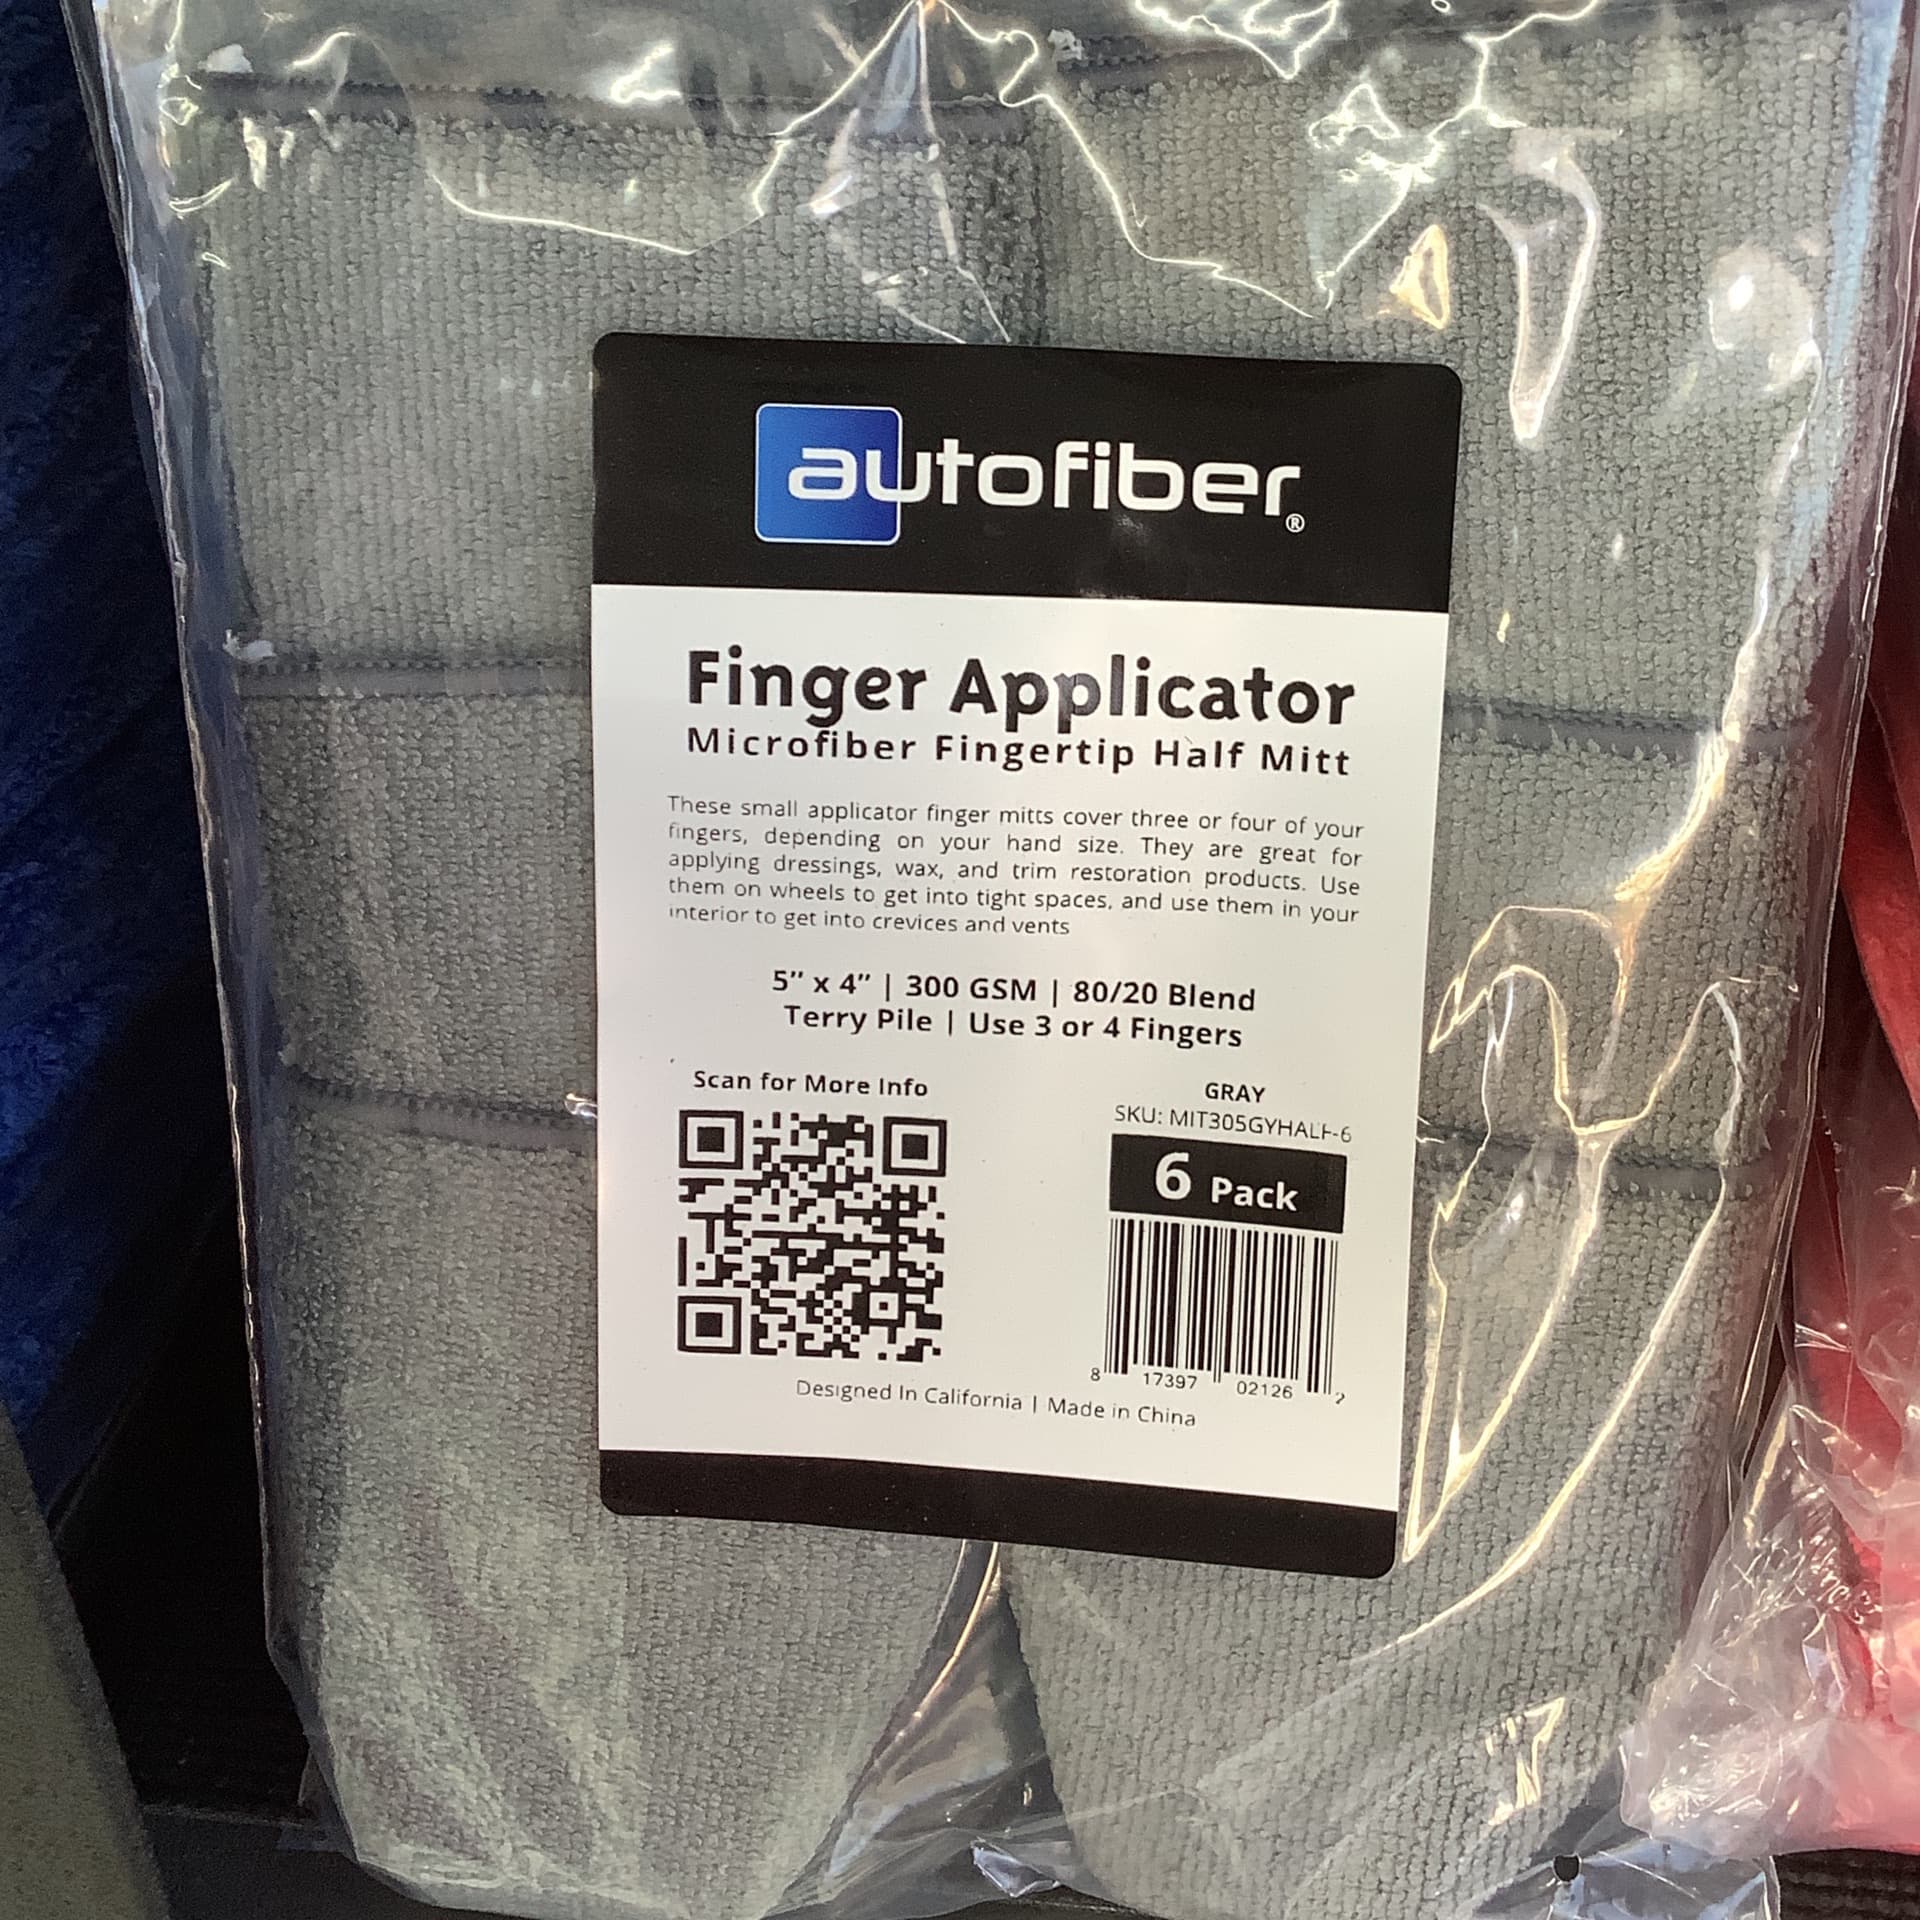 autofiber®
Finger Applicator
Microfiber Fingertip Half Mitt
These small applicator finger mitts cover three or four of your
fingers, depending on your hand size. They are great for
applying dressings, wax, and trim restoration products. Use
them on wheels to get into tight spaces, and use them in your
interior to get into crevices and vents
5” x 4” | 300 GSM | 80/20 Blend
Terry Pile | Use 3 or 4 Fingers
Scan for More Info
GRAY
SKU: MIT305GYHALF-6
6 Pack
8 17397 02126 2
Designed In California | Made in China